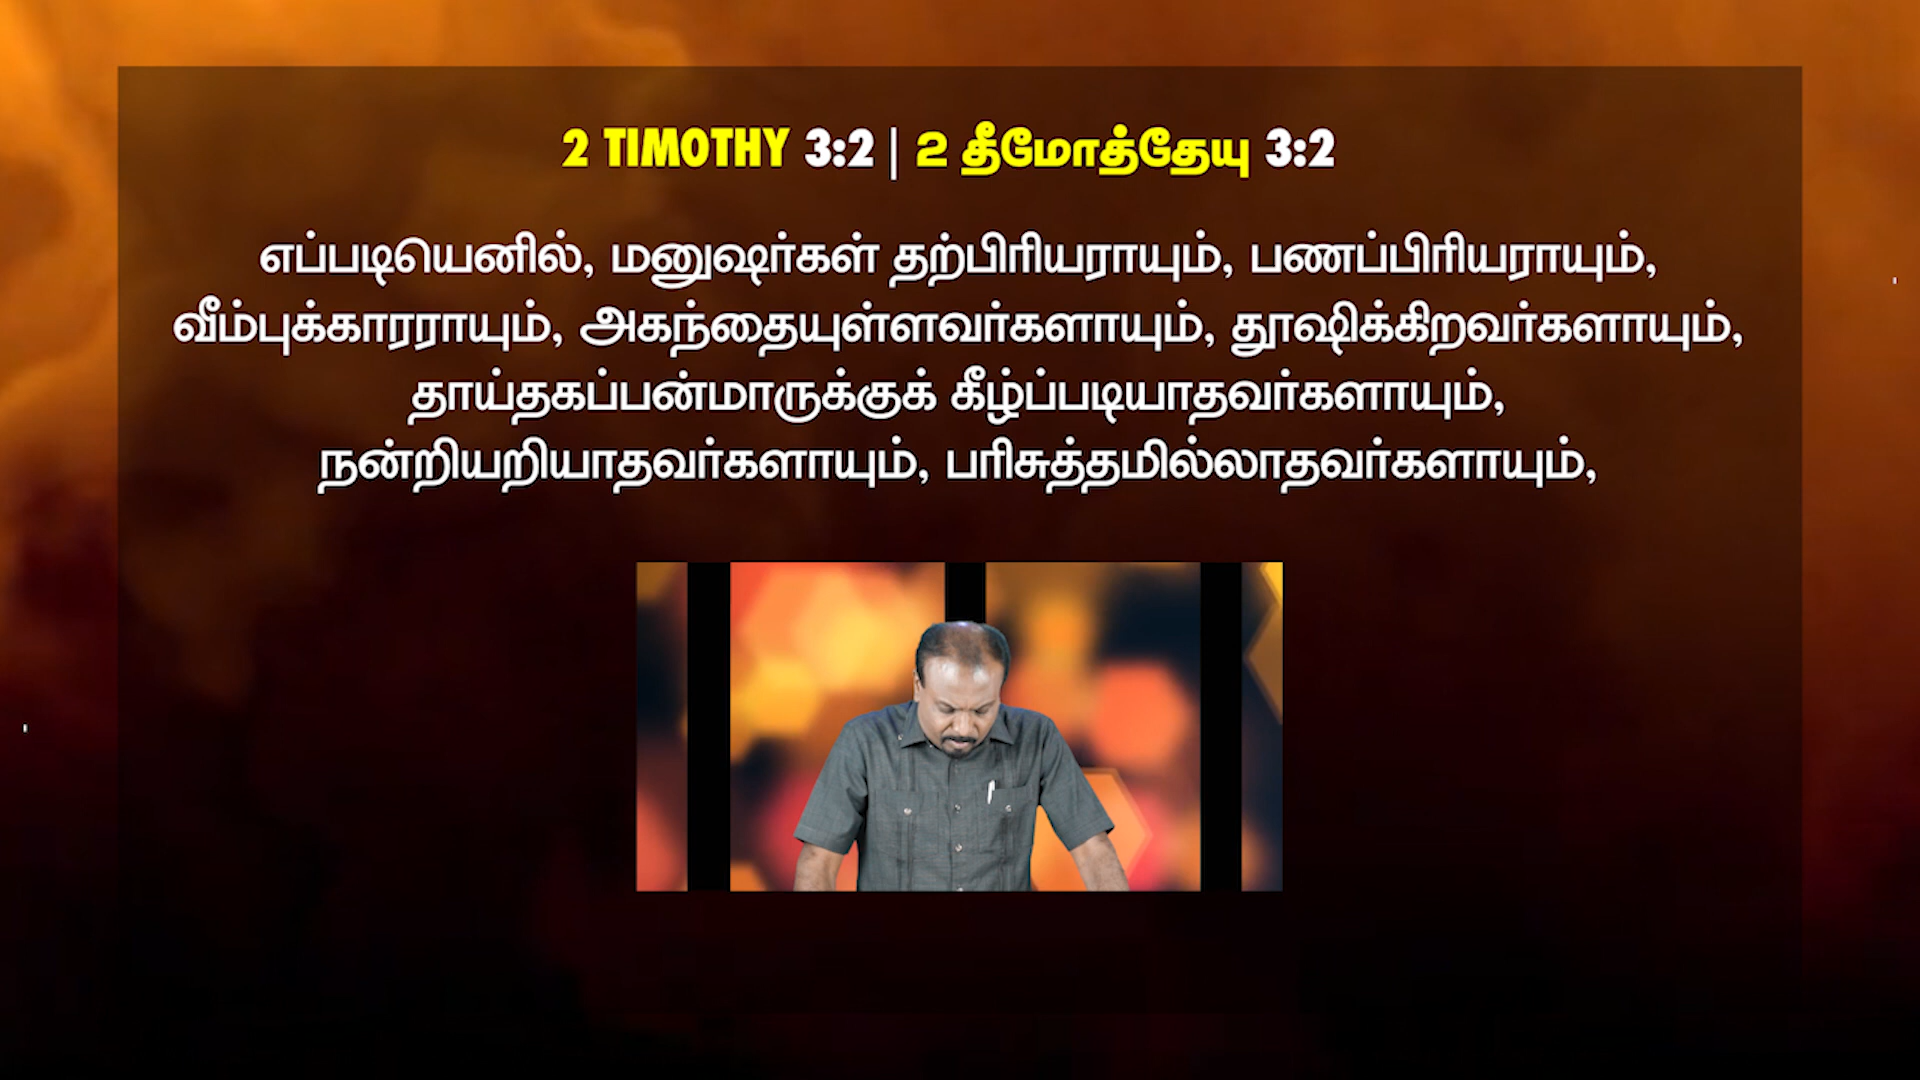 2 TIMOTHY 3:2 | 2 தீமோத்தேயு 3:2
எப்படியெனில், மனுஷர்கள் தற்பிரியராயும், பணப்பிரியராயும்,
வீம்புக்காரராயும், அகந்தையுள்ளவர்களாயும், தூஷிக்கிறவர்களாயும்,
தாய்தகப்பன்மாருக்குக் கீழ்ப்படியாதவர்களாயும்,
நன்றியறியாதவர்களாயும், பரிசுத்தமில்லாதவர்களாயும்,